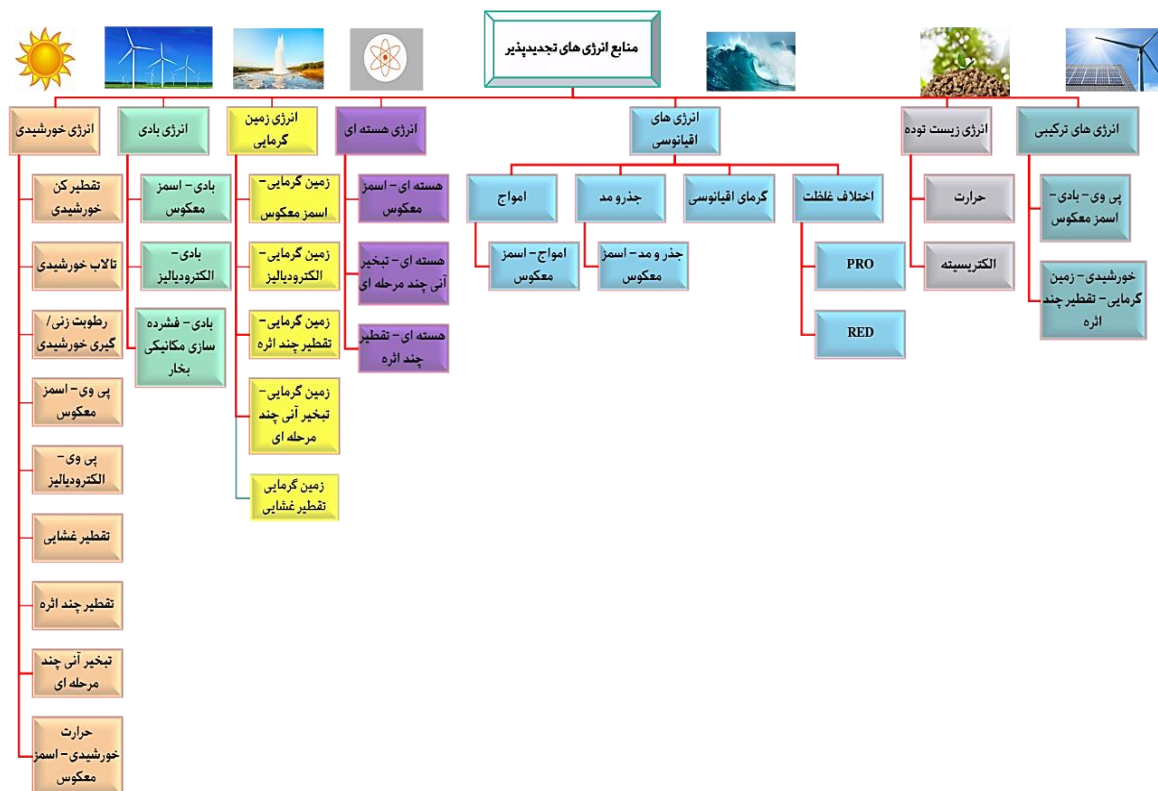 منابع انرژی های تجدیدپذیر
انرژی های ترکیبی
پی وی- بادی-
اسمز معکوس
خورشیدی- زمین
گرمایی- تقطیر چند
اثره
انرژی زیست توده
حرارت
الکتریسیته
انرژی های
اقیانوسی
اختلاف غلظت
PRO
RED
گرمای اقیانوسی
جذرو مد
جذر و مد- اسمز
معکوس
امواج
امواج- اسمز
معکوس
انرژی هسته ای
هسته ای- اسمز
معکوس
هسته ای- تبخیر
آنی چند مرحله ای
هسته ای- تقطیر
چند اثره
انرژی زمین
گرمایی
زمین گرمایی-
اسمز معکوس
زمین گرمایی-
الکترودیالیز
زمین گرمایی-
تقطیر چند اثره
زمین گرمایی-
تبخیر آنی چند
مرحله ای
زمین گرمایی
تقطیر غشایی
انرژی بادی
بادی- اسمز
معکوس
بادی-
الکترودیالیز
بادی- فشرده
سازی مکانیکی
بخار
انرژی خورشیدی
تقطیر کن
خورشیدی
تالاب خورشیدی
رطوبت زنی/
گیری خورشیدی
پی وی- اسمز
معکوس
پی وی-
الکترودیالیز
تقطیر غشایی
تقطیر چند اثره
تبخیر آنی چند
مرحله ای
حرارت
خورشیدی- اسمز
معکوس